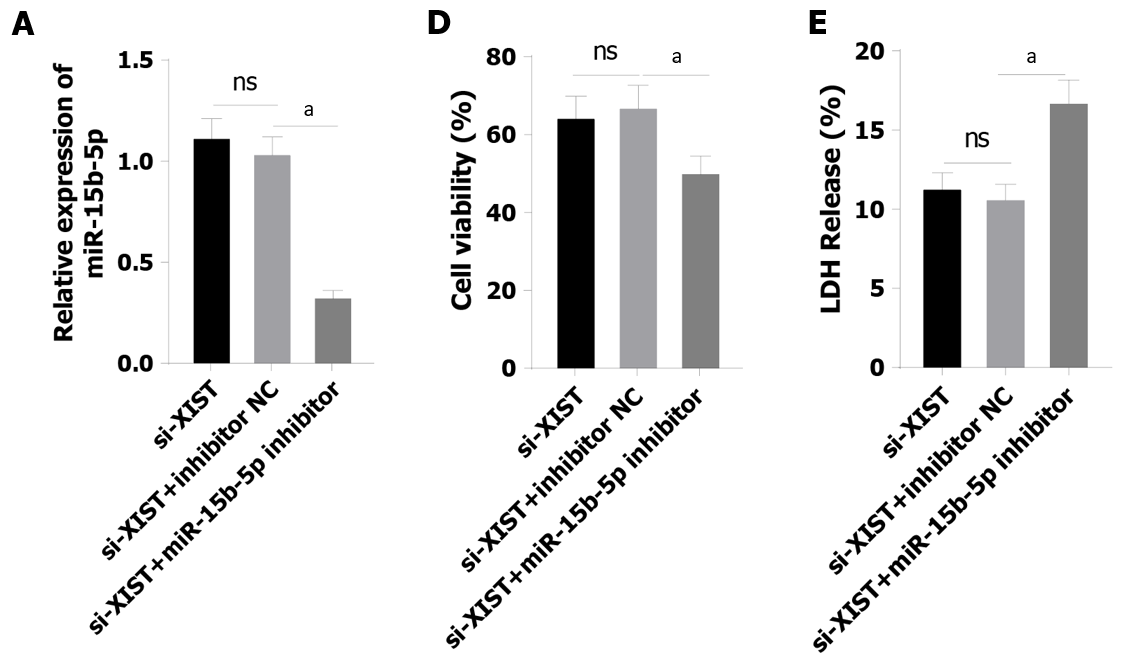 A
Relative expression of
miR-15b-5p
1.5
1.0
0.5
0.0
ns
a
si-XIST
si-XIST+inhibitor NC
si-XIST+miR-15b-5p inhibitor
D
Cell viability (%)
80
60
40
20
0
ns
a
si-XIST
si-XIST+inhibitor NC
si-XIST+miR-15b-5p inhibitor
E
LDH Release (%)
20
15
10
5
0
ns
a
si-XIST
si-XIST+inhibitor NC
si-XIST+miR-15b-5p inhibitor